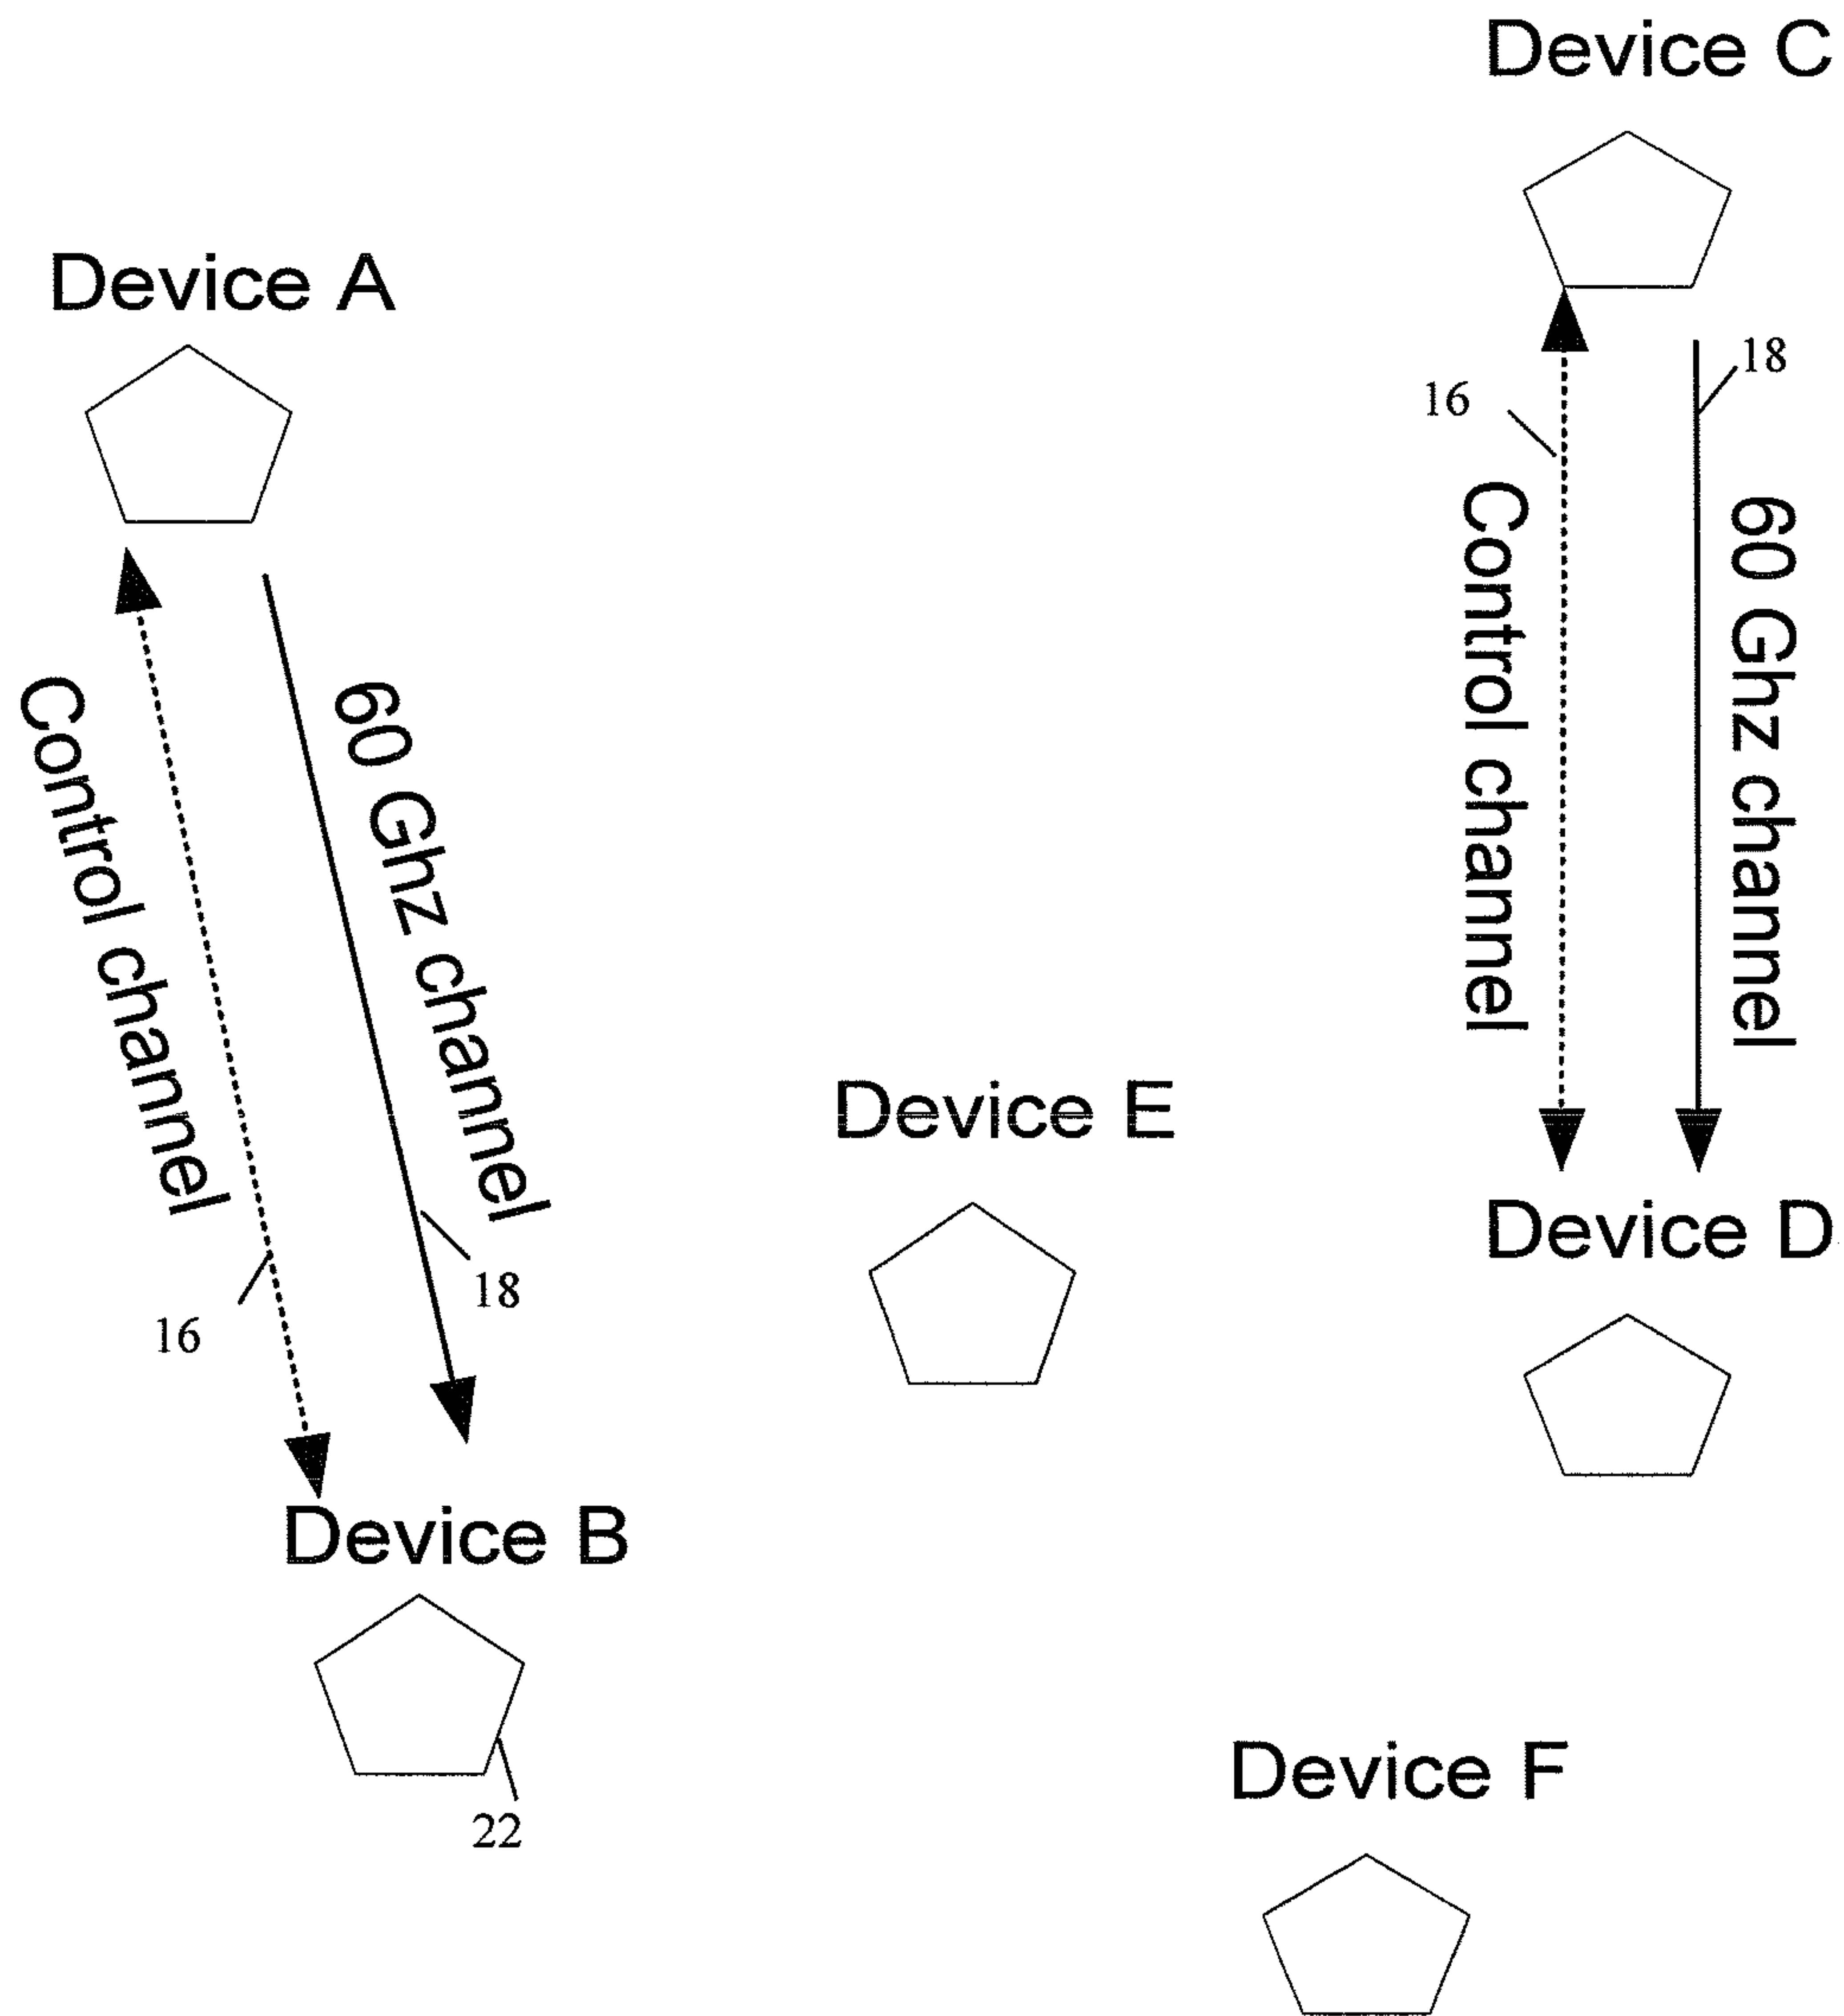 Device C
Device A
18
16
Control channel
60 Ghz channel
Control channel
60 Ghz channel
Device E
Device D
18
16
Device B
Device F
22